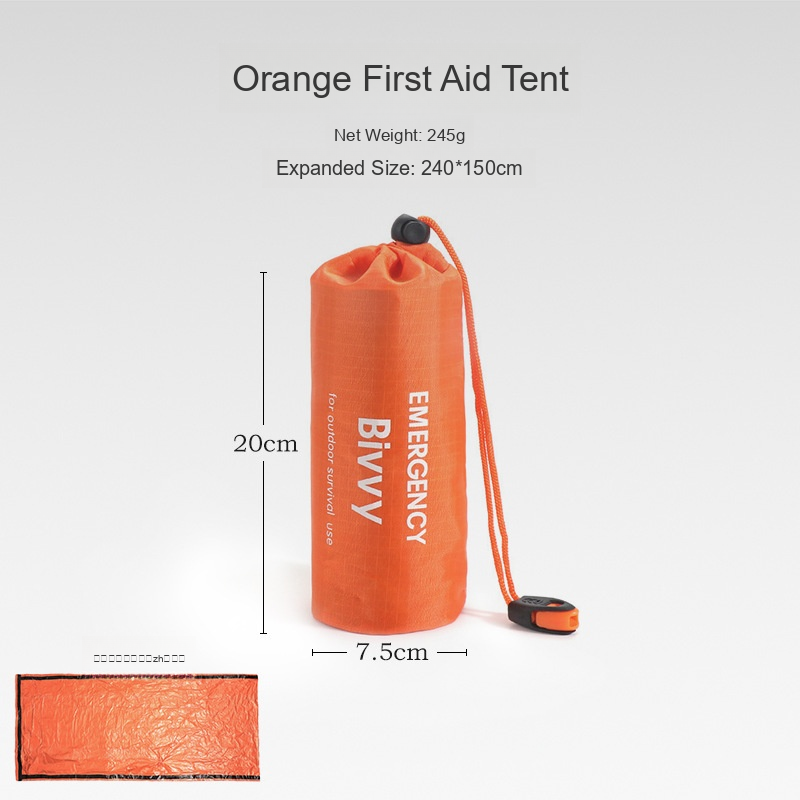 Orange First Aid Tent
Net Weight: 245g
Expanded Size: 240*150cm
20cm
EMERGENCY
Bivvy
for outdoor survival use
7.5cm
zh